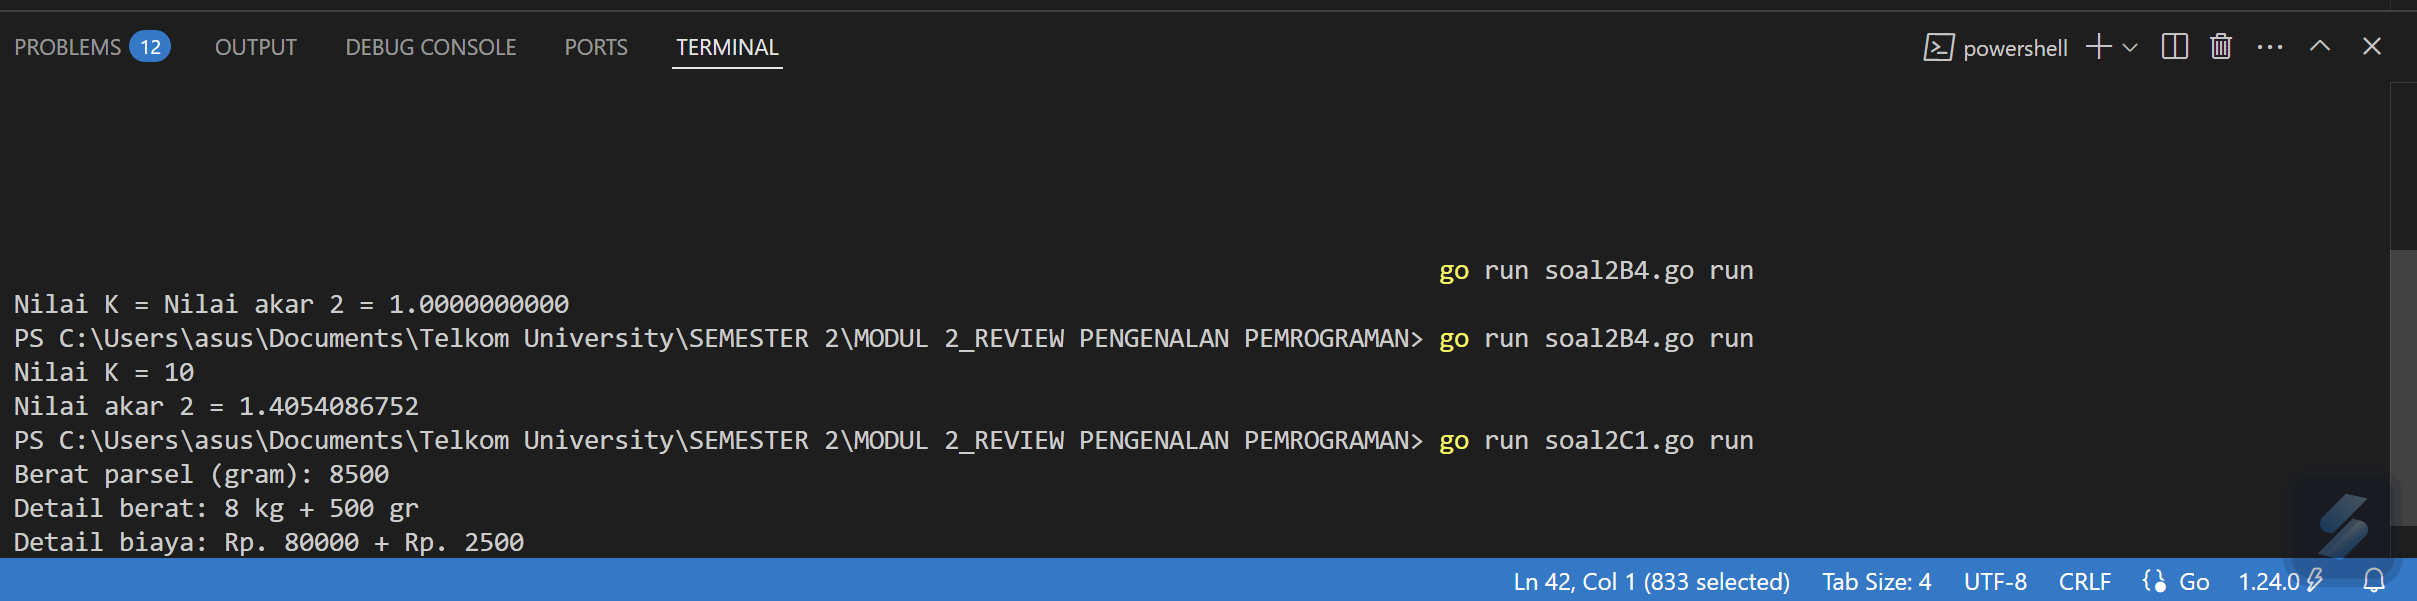 PROBLEMS 12 OUTPUT DEBUG CONSOLE PORTS TERMINAL powershell
go run soal2B4.go run
Nilai K = Nilai akar 2 = 1.0000000000
PS C:\Users\asus\Documents\Telkom University\SEMESTER 2\MODUL 2_REVIEW PENGENALAN PEMROGRAMAN> go run soal2B4.go run
Nilai K = 10
Nilai akar 2 = 1.4054086752
PS C:\Users\asus\Documents\Telkom University\SEMESTER 2\MODUL 2_REVIEW PENGENALAN PEMROGRAMAN> go run soal2C1.go run
Berat parsel (gram): 8500
Detail berat: 8 kg + 500 gr
Detail biaya: Rp. 80000 + Rp. 2500
Ln 42, Col 1 (833 selected) Tab Size: 4 UTF-8 CRLF Go 1.24.0